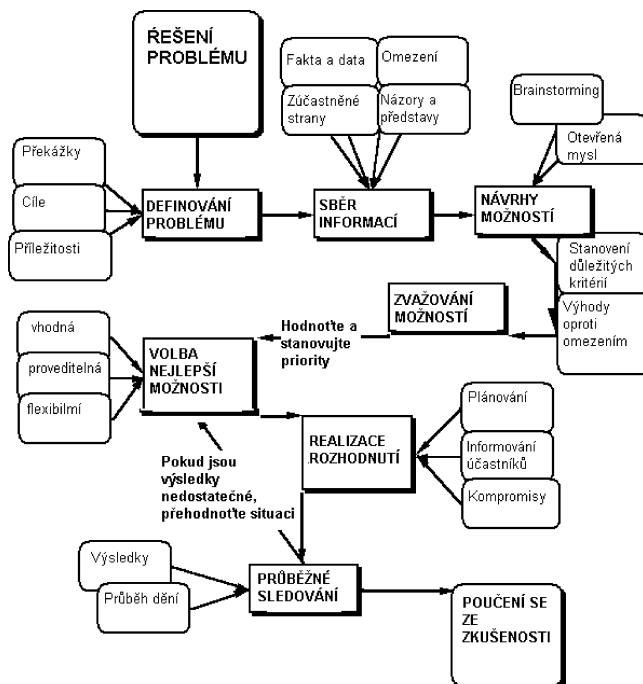 ŘEŠENÍ
PROBLÉMU
Fakta a data
Omezení
Zúčastněné
strany
Názory a
představy
Brainstorming
Otevřená
mysl
Překážky
Cíle
Příležitosti
DEFINOVÁNÍ
PROBLÉMU
SBĚR
INFORMACÍ
NÁVRHY
MOŽNOSTÍ
Stanovení
důležitých
kritérií
Výhody
oproti
omezením
ZVAŽOVÁNÍ
MOŽNOSTÍ
Hodnoťte a
stanovujte
priority
vhodná
proveditelná
flexibilmí
VOLBA
NEJLEPŠÍ
MOŽNOSTI
REALIZACE
ROZHODNUTÍ
Plánování
Informování
účastníků
Kompromisy
Pokud jsou
výsledky
nedostatečné,
přehodnoťte situaci
Výsledky
Průběh dění
PRŮBĚŽNÉ
SLEDOVÁNÍ
POUČENÍ SE
ZE
ZKUŠENOSTI